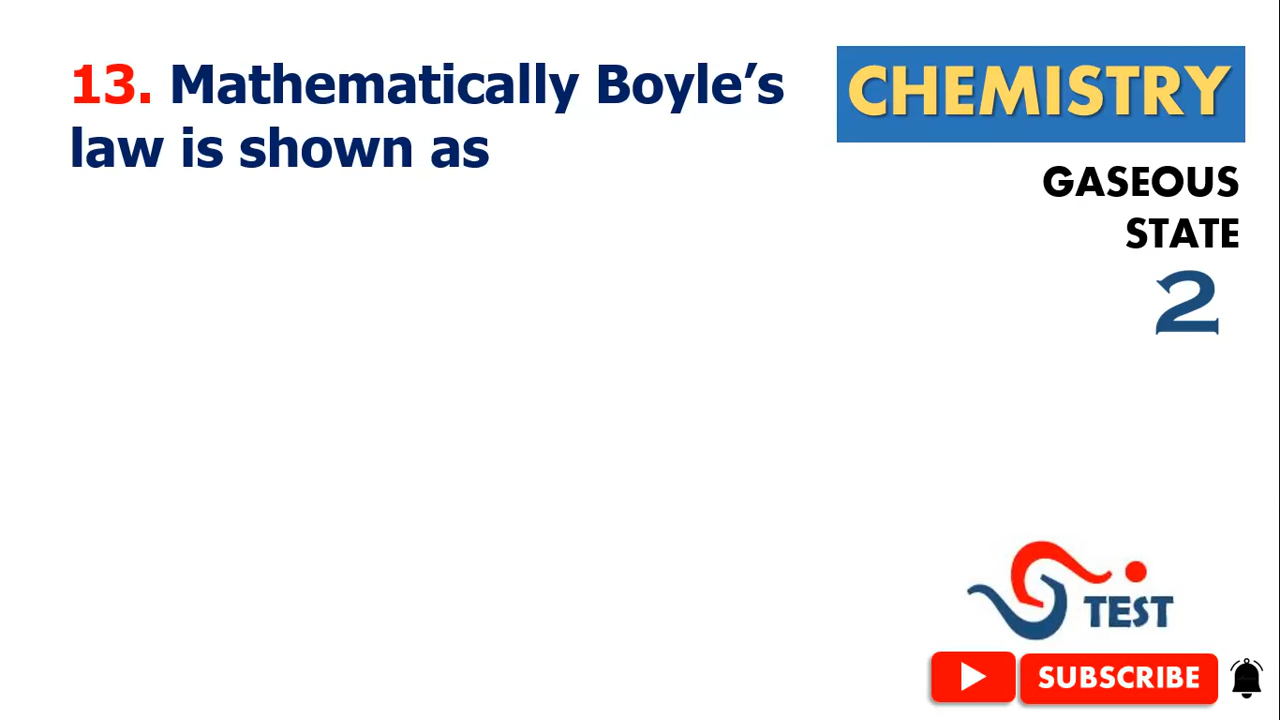 13. Mathematically Boyle’s
law is shown as
CHEMISTRY
GASEOUS
STATE
2
TEST
SUBSCRIBE